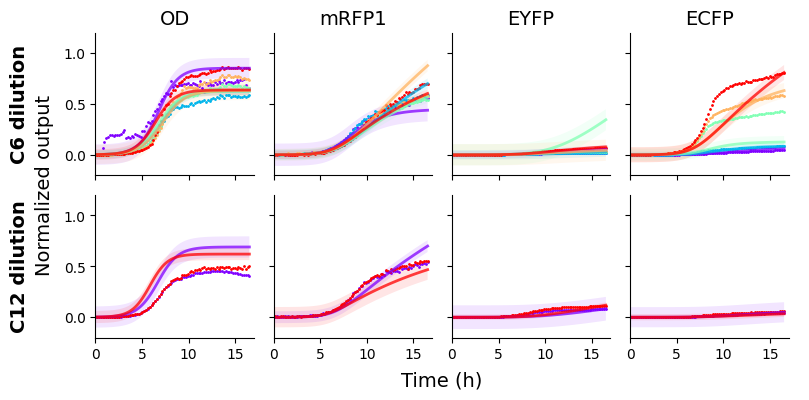 OD mRFP1 EYFP ECFP
C6 dilution
1.0
0.5
0.0
Normalized output
C12 dilution
1.0
0.5
0.0
0 5 10 15 0 5 10 15 0 5 10 15 0 5 10 15
Time (h)